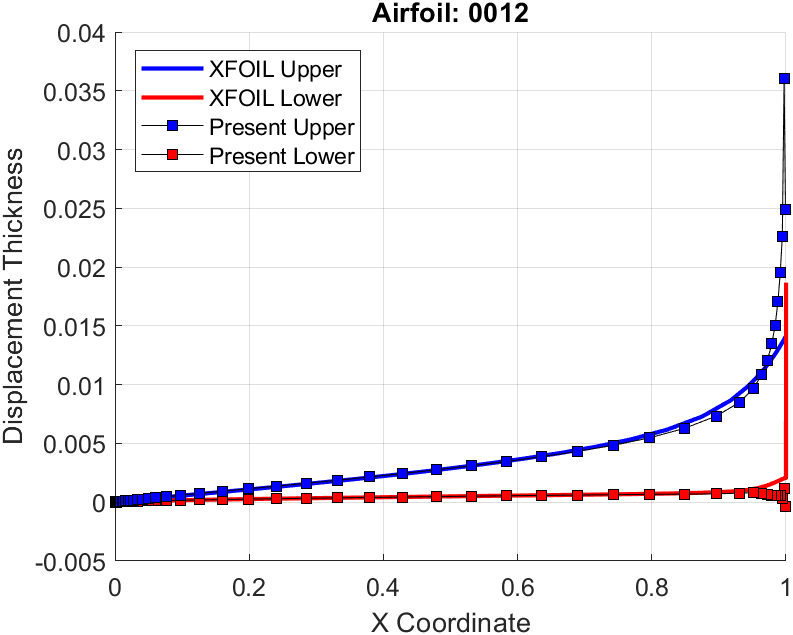 Airfoil: 0012
0.04
0.035
0.03
0.025
0.02
0.015
0.01
0.005
0
-0.005
Displacement Thickness
XFOIL Upper
XFOIL Lower
Present Upper
Present Lower
0 0.2 0.4 0.6 0.8 1
X Coordinate